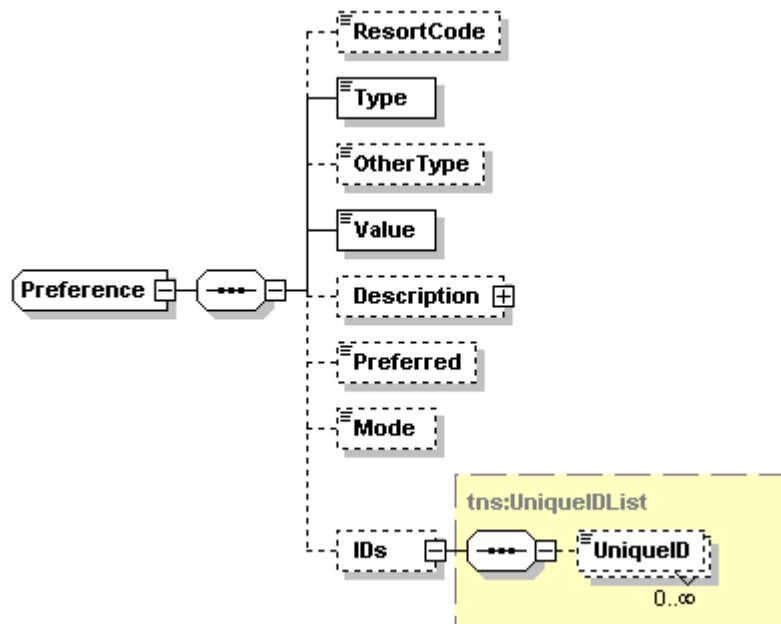 ResortCode
Type
OtherType
Value
Preference
Description
Preferred
Mode
tns:UniqueIDList
IDs
UniqueID
0..∞